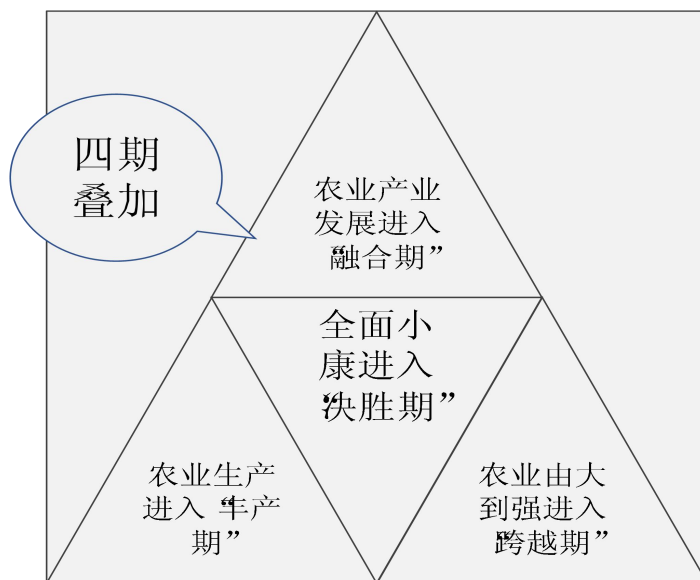 四期
叠加
农业产业
发展进入
“融合期”
全面小
康进入
“决胜期”
农业生产
进入“丰产
期”
农业由大
到强进入
“跨越期”